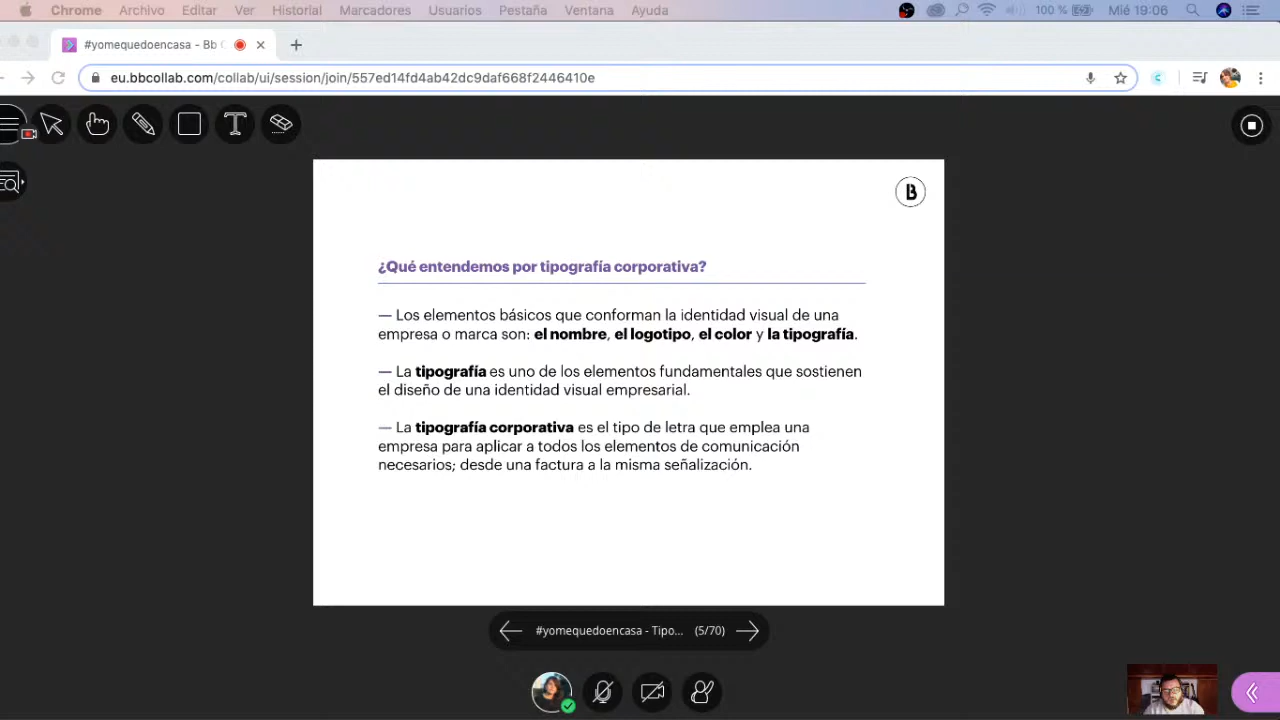 Chrome Archivo Editar Ver Historial Marcadores Usuarios Pestaña Ventana Ayuda 100 % Mié 19:06
#yomequedoencasa - Bb
eu.bbcollab.com/collab/ui/session/join/557ed14fd4ab42dc9daf668f2446410e
T
B
¿Qué entendemos por tipografía corporativa?
— Los elementos básicos que conforman la identidad visual de una
empresa o marca son: el nombre, el logotipo, el color y la tipografía.
— La tipografía es uno de los elementos fundamentales que sostienen
el diseño de una identidad visual empresarial.
— La tipografía corporativa es el tipo de letra que emplea una
empresa para aplicar a todos los elementos de comunicación
necesarios; desde una factura a la misma señalización.
#yomequedoencasa - Tipo... (5/70)